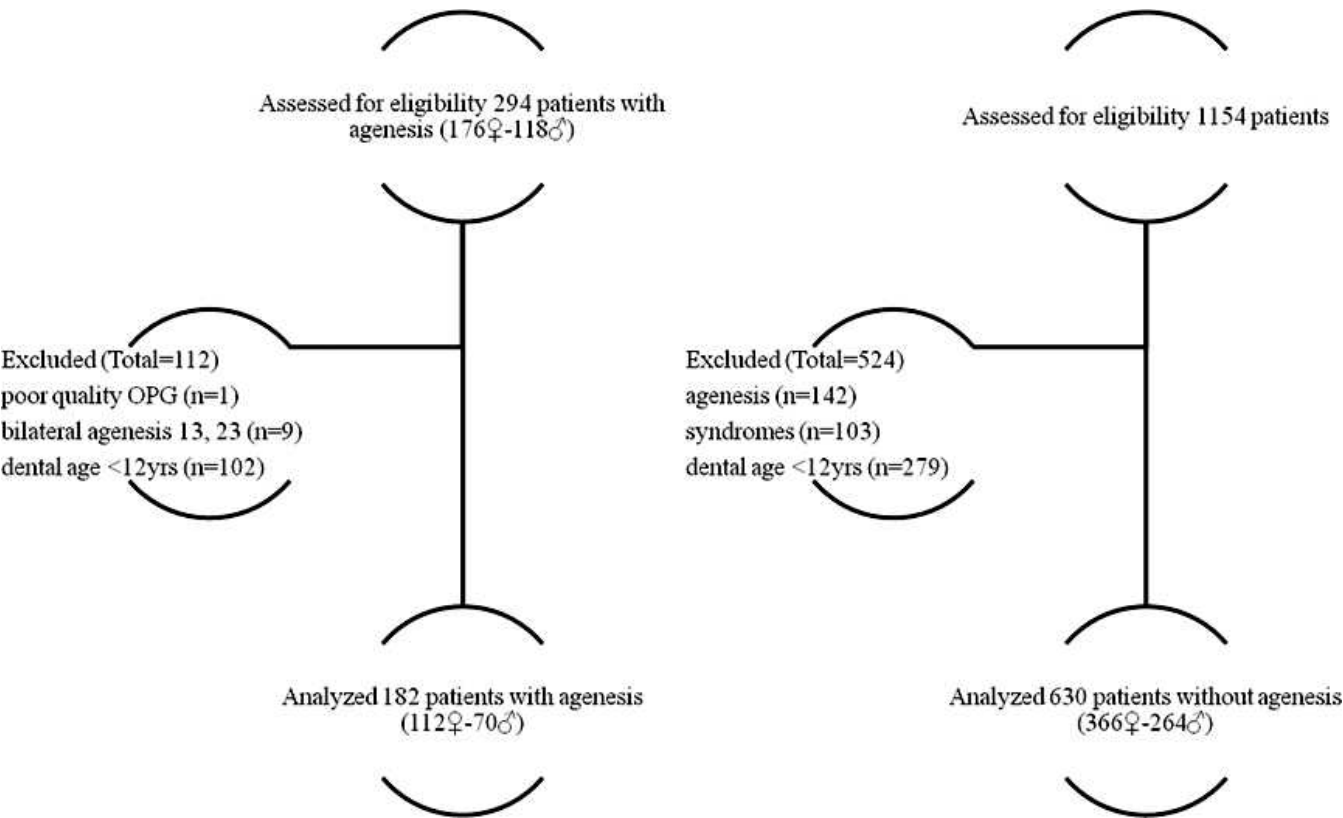 Assessed for eligibility 294 patients with
agenesis (176♀-118♂)
Excluded (Total=112)
poor quality OPG (n=1)
bilateral agenesis 13, 23 (n=9)
dental age <12yrs (n=102)
Analyzed 182 patients with agenesis
(112♀-70♂)
Assessed for eligibility 1154 patients
Excluded (Total=524)
agenesis (n=142)
syndromes (n=103)
dental age <12yrs (n=279)
Analyzed 630 patients without agenesis
(366♀-264♂)